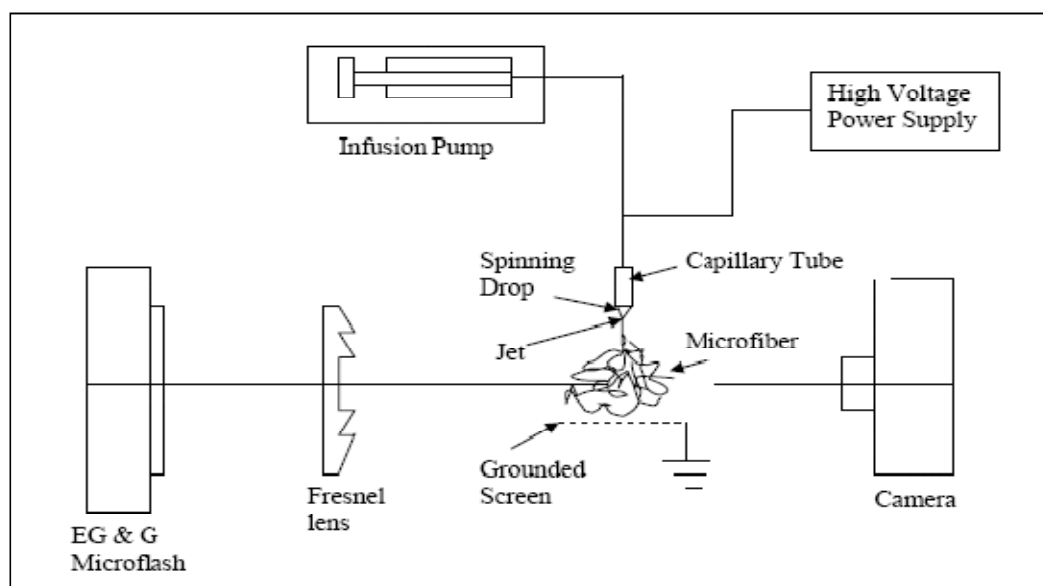 High Voltage
Power Supply
Infusion Pump
Spinning
Drop
Capillary Tube
Jet
Microfiber
Grounded
Screen
Fresnel
lens
Camera
EG & G
Microflash